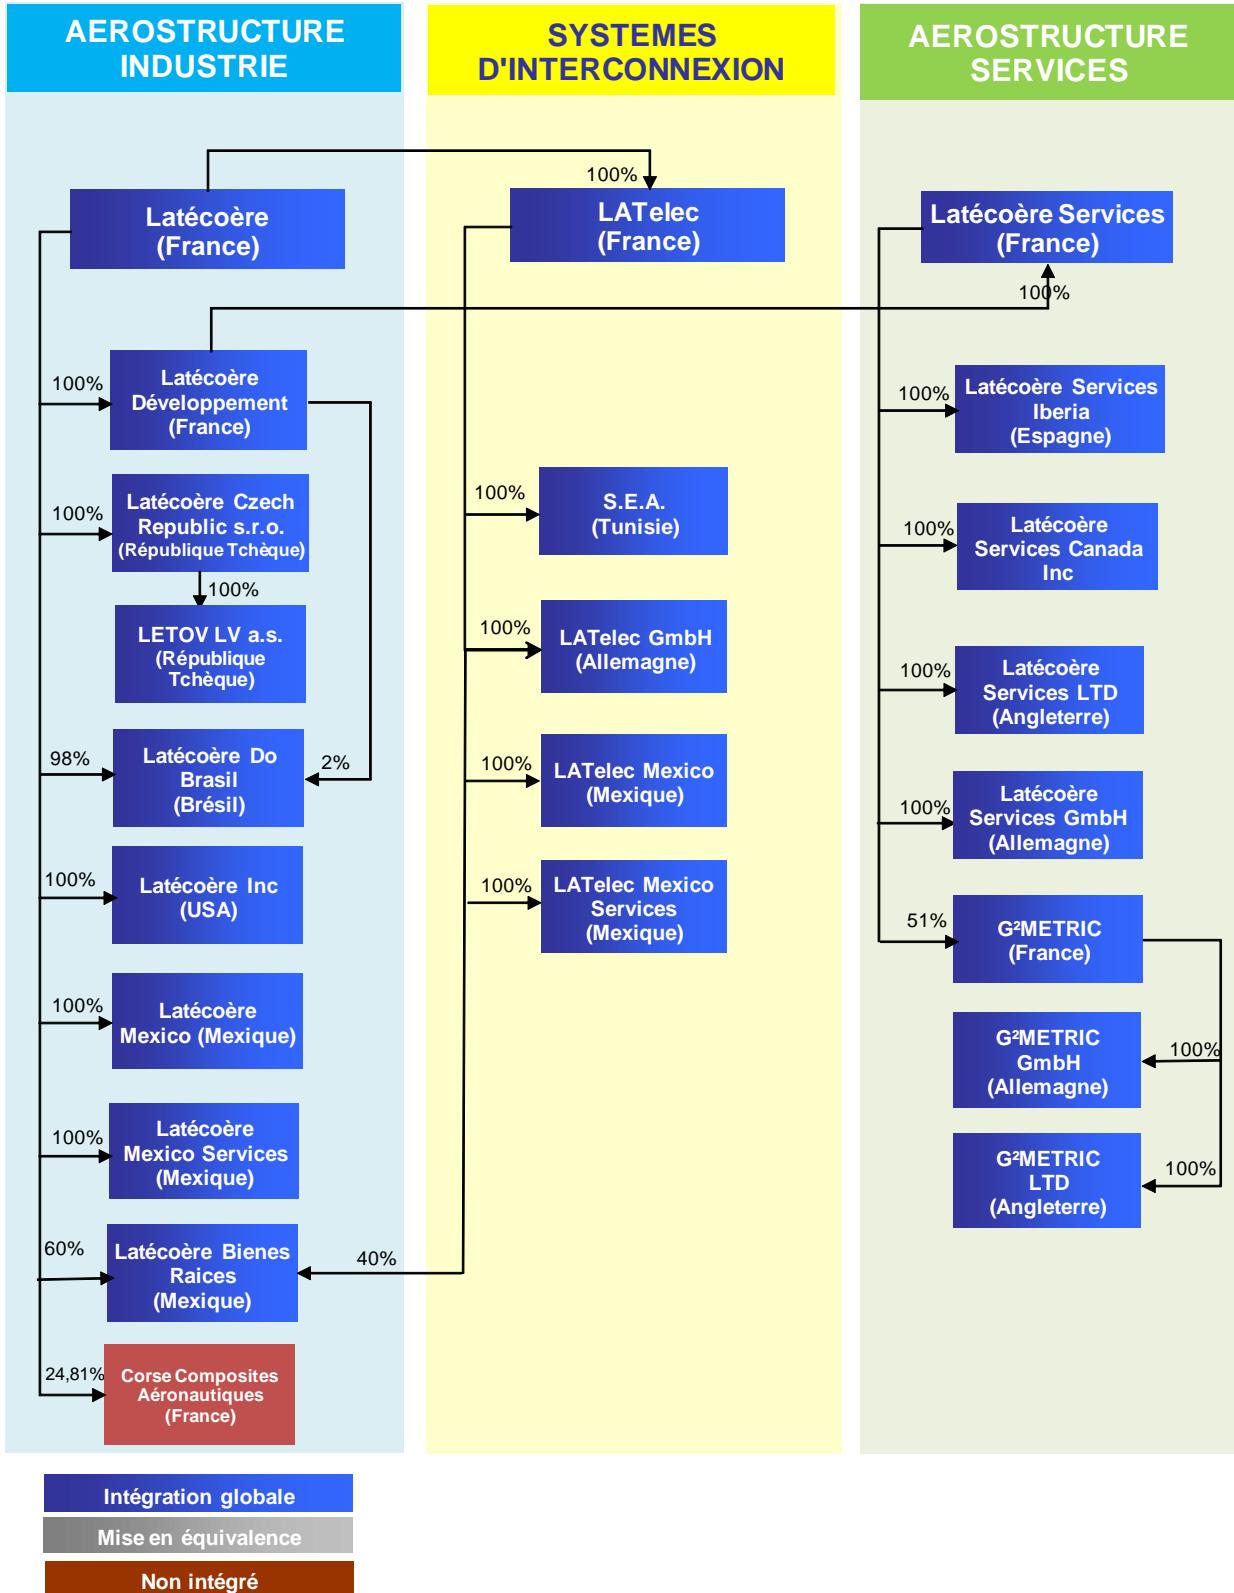 AEROSTRUCTURE
INDUSTRIE
SYSTEMES
D'INTERCONNEXION
AEROSTRUCTURE
SERVICES
100%
Latécoère
(France)
LATelec
(France)
Latécoère Services
(France)
100%
100%
Latécoère
Développement
(France)
100%
Latécoère Services
Iberia
(Espagne)
100%
Latécoère Czech
Republic s.r.o.
(République Tchèque)
100%
S.E.A.
(Tunisie)
100%
Latécoère
Services Canada
Inc
100%
LETOV LV a.s.
(République
Tchèque)
100%
LATelec GmbH
(Allemagne)
100%
Latécoère
Services LTD
(Angleterre)
98%
Latécoère Do
Brasil
(Brésil)
2%
100%
LATelec Mexico
(Mexique)
100%
Latécoère
Services GmbH
(Allemagne)
100%
Latécoère Inc
(USA)
100%
LATelec Mexico
Services
(Mexique)
51%
G²METRIC
(France)
100%
Latécoère
Mexico (Mexique)
G²METRIC
GmbH
(Allemagne)
100%
100%
Latécoère
Mexico Services
(Mexique)
G²METRIC
LTD
(Angleterre)
100%
60%
Latécoère Bienes
Raices
(Mexique)
40%
24,81%
Corse Composites
Aéronautiques
(France)
Intégration globale
Mise en équivalence
Non intégré